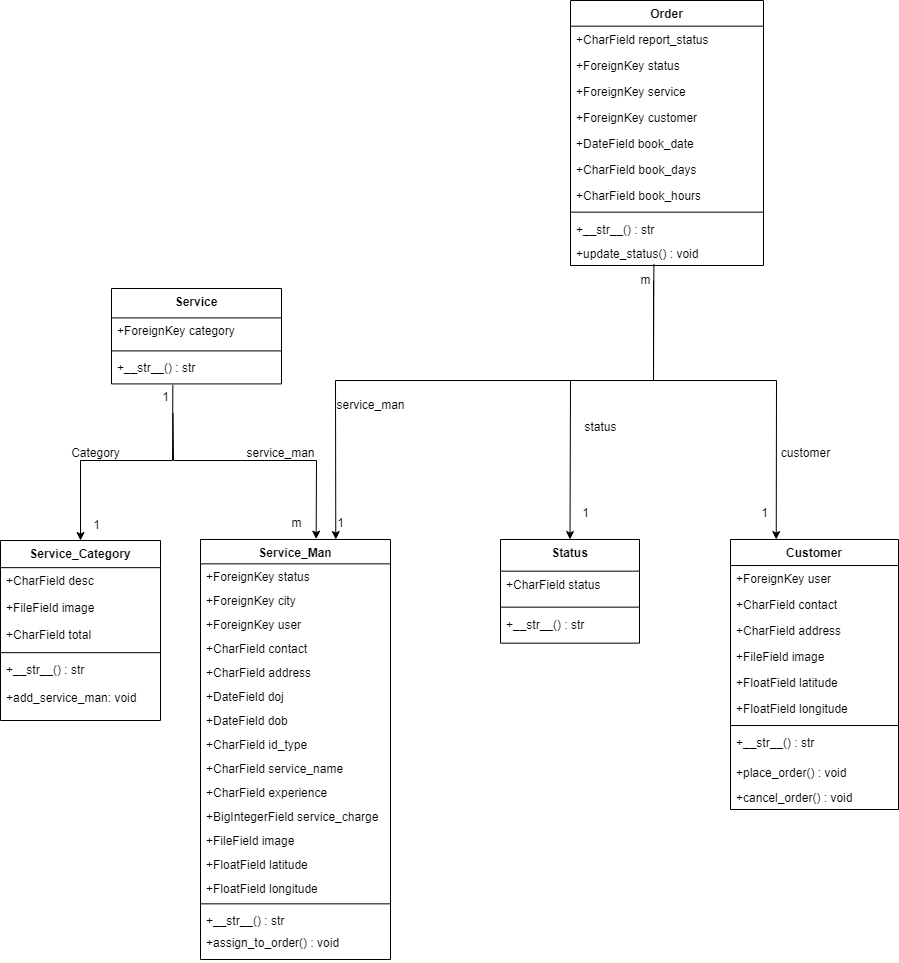 Order
+CharField report_status
+ForeignKey status
+ForeignKey service
+ForeignKey customer
+DateField book_date
+CharField book_days
+CharField book_hours
+__str__() : str
+update_status() : void
m
Service
+ForeignKey category
+__str__() : str
1
service_man
status
Category
service_man
customer
1
m
1
1
1
Service_Category
+CharField desc
+FileField image
+CharField total
+__str__() : str
+add_service_man: void
Service_Man
+ForeignKey status
+ForeignKey city
+ForeignKey user
+CharField contact
+CharField address
+DateField doj
+DateField dob
+CharField id_type
+CharField service_name
+CharField experience
+BigIntegerField service_charge
+FileField image
+FloatField latitude
+FloatField longitude
+__str__() : str
+assign_to_order() : void
Status
+CharField status
+__str__() : str
Customer
+ForeignKey user
+CharField contact
+CharField address
+FileField image
+FloatField latitude
+FloatField longitude
+__str__() : str
+place_order() : void
+cancel_order() : void